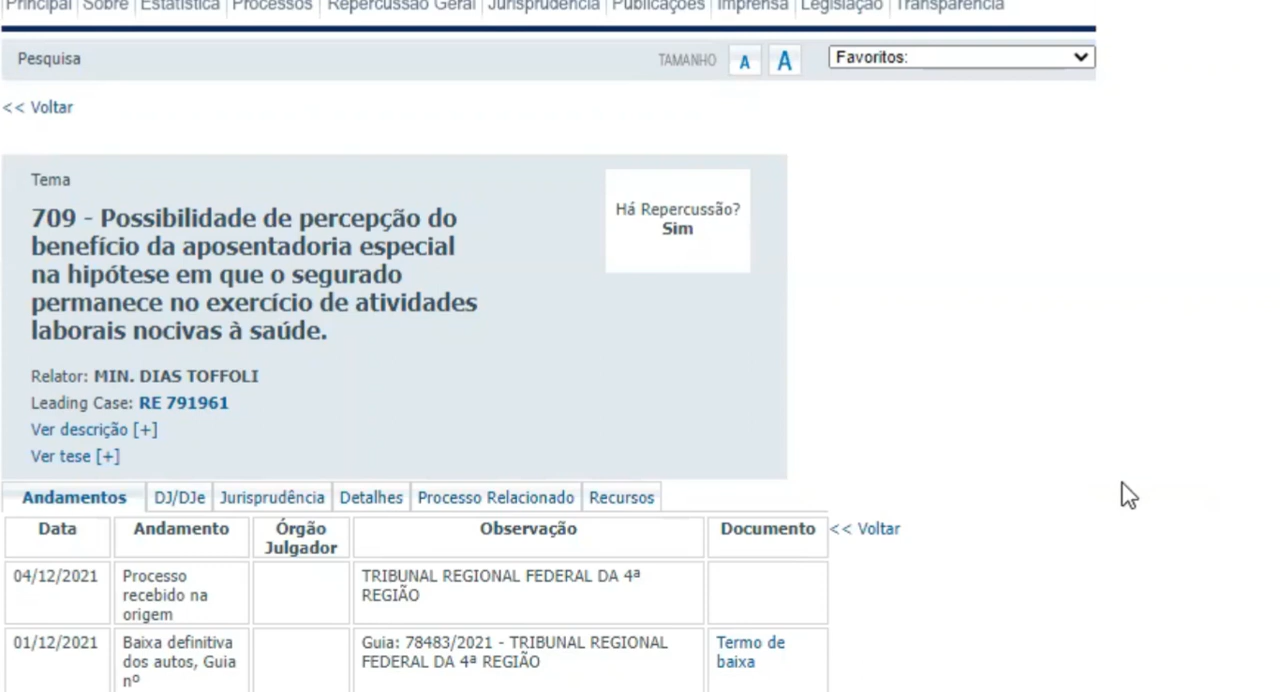 Principal | Sobre | Estatística | Processos | Repercussão Geral | Jurisprudência | Publicações | Imprensa | Legislação | Transparência
Pesquisa TAMANHO A A Favoritos:
<< Voltar
Tema
709 - Possibilidade de percepção do
benefício da aposentadoria especial
na hipótese em que o segurado
permanece no exercício de atividades
laborais nocivas à saúde.
Há Repercussão?
Sim
Relator: MIN. DIAS TOFFOLI
Leading Case: RE 791961
Ver descrição [+]
Ver tese [+]
Andamentos DJ/DJe Jurisprudência Detalhes Processo Relacionado Recursos
Data Andamento Órgão Julgador Observação Documento << Voltar
04/12/2021 Processo recebido na origem TRIBUNAL REGIONAL FEDERAL DA 4ª REGIÃO
01/12/2021 Baixa definitiva dos autos, Guia nº Guia: 78483/2021 - TRIBUNAL REGIONAL FEDERAL DA 4ª REGIÃO Termo de baixa